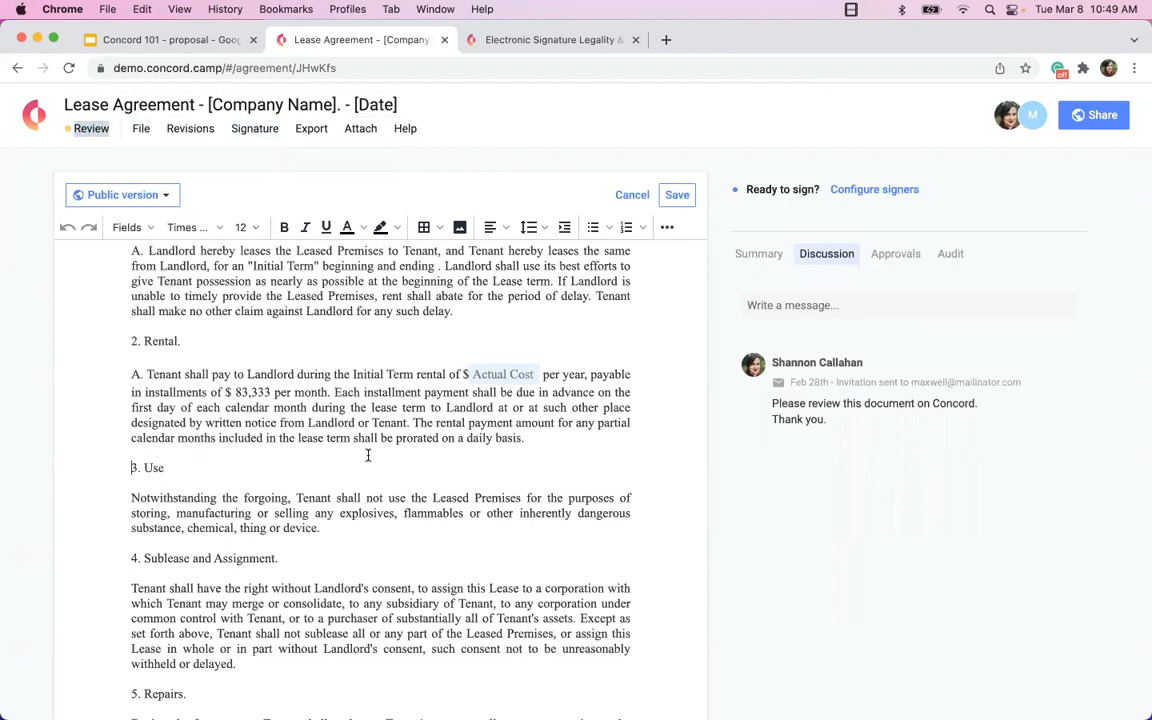 Chrome File Edit View History Bookmarks Profiles Tab Window Help Tue Mar 8 10:49 AM
Concord 101 - proposal - Goog
Lease Agreement - [Company
Electronic Signature Legality &
demo.concord.camp/#/agreement/JHwKfs
off!
Lease Agreement - [Company Name]. - [Date]
Review File Revisions Signature Export Attach Help
M
Share
Public version
Cancel Save
Ready to sign? Configure signers
Fields Times ... 12 B I U A
Summary Discussion Approvals Audit
A. Landlord hereby leases the Leased Premises to Tenant, and Tenant hereby leases the same
from Landlord, for an "Initial Term" beginning and ending . Landlord shall use its best efforts to
give Tenant possession as nearly as possible at the beginning of the Lease term. If Landlord is
unable to timely provide the Leased Premises, rent shall abate for the period of delay. Tenant
shall make no other claim against Landlord for any such delay.
2. Rental.
A. Tenant shall pay to Landlord during the Initial Term rental of $ Actual Cost per year, payable
in installments of $ 83,333 per month. Each installment payment shall be due in advance on the
first day of each calendar month during the lease term to Landlord at or at such other place
designated by written notice from Landlord or Tenant. The rental payment amount for any partial
calendar months included in the lease term shall be prorated on a daily basis.
3. Use
Notwithstanding the forgoing, Tenant shall not use the Leased Premises for the purposes of
storing, manufacturing or selling any explosives, flammables or other inherently dangerous
substance, chemical, thing or device.
4. Sublease and Assignment.
Tenant shall have the right without Landlord's consent, to assign this Lease to a corporation with
which Tenant may merge or consolidate, to any subsidiary of Tenant, to any corporation under
common control with Tenant, or to a purchaser of substantially all of Tenant's assets. Except as
set forth above, Tenant shall not sublease all or any part of the Leased Premises, or assign this
Lease in whole or in part without Landlord's consent, such consent not to be unreasonably
withheld or delayed.
5. Repairs.
Write a message...
Shannon Callahan
Feb 28th - Invitation sent to maxwell@mailinator.com
Please review this document on Concord.
Thank you.